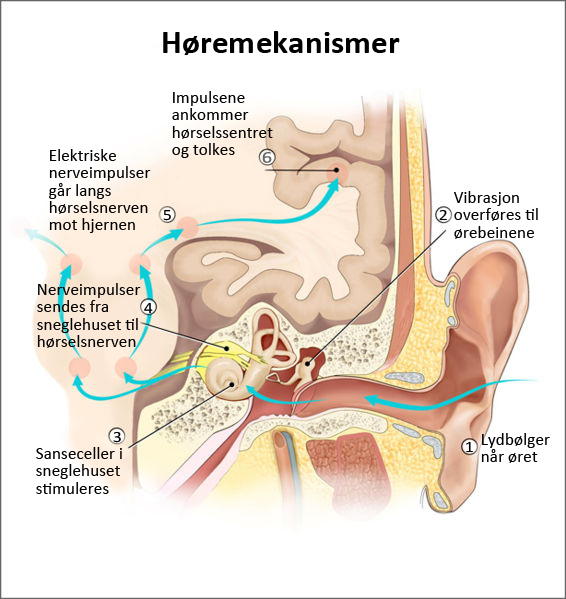 Høremekanismer
Impulsene
ankommer
hørselssentret
og tolkes
⑥
Elektriske
nerveimpulser
går langs
hørselsnerven
mot hjernen
⑤
② Vibrasjon
overføres til
ørebeinene
Nerveimpulser
sendes fra ④
sneglehuset til
hørselsnerven
③
Sanseceller i
sneglehuset
stimuleres
① Lydbølger
når øret